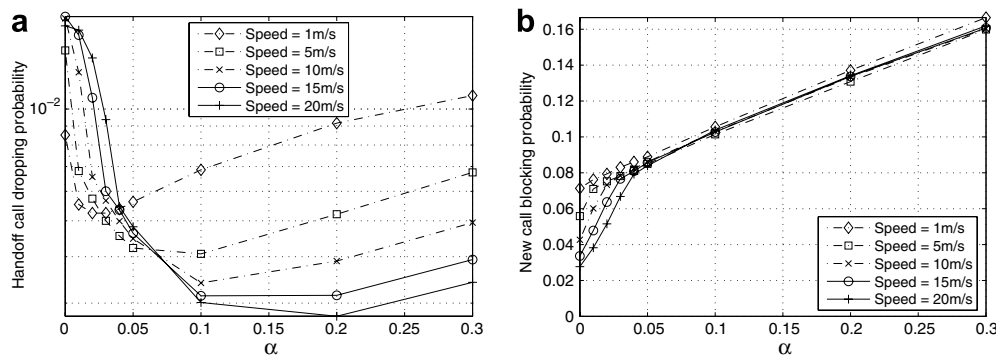 a
Handoff call dropping probability
10⁻²
Speed = 1m/s
Speed = 5m/s
Speed = 10m/s
Speed = 15m/s
Speed = 20m/s
0 0.05 0.1 0.15 0.2 0.25 0.3
α
b
New call blocking probability
0.16
0.14
0.12
0.1
0.08
0.06
0.04
0.02
0
Speed = 1m/s
Speed = 5m/s
Speed = 10m/s
Speed = 15m/s
Speed = 20m/s
0 0.05 0.1 0.15 0.2 0.25 0.3
α